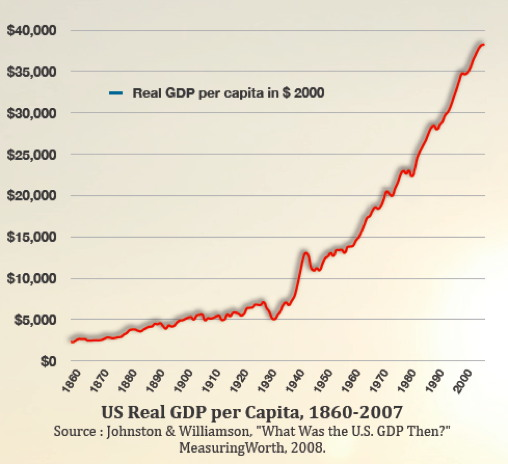 $40,000
$35,000
Real GDP per capita in $ 2000
$30,000
$25,000
$20,000
$15,000
$10,000
$5,000
$0
1860 1870 1880 1890 1900 1910 1920 1930 1940 1950 1960 1970 1980 1990 2000
US Real GDP per Capita, 1860-2007
Source : Johnston & Williamson, "What Was the U.S. GDP Then?"
MeasuringWorth, 2008.